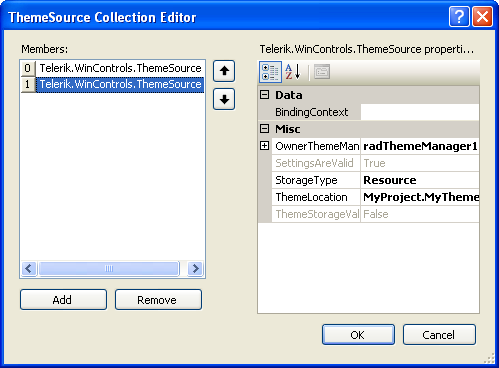 ThemeSource Collection Editor
Members:
0 Telerik.WinControls.ThemeSource
1 Telerik.WinControls.ThemeSource
Add
Remove
Telerik.WinControls.ThemeSource properti...
Data
BindingContext
Misc
OwnerThemeMan radThemeManager1
SettingsAreValid True
StorageType Resource
ThemeLocation MyProject.MyTheme
ThemeStorageVal False
OK
Cancel